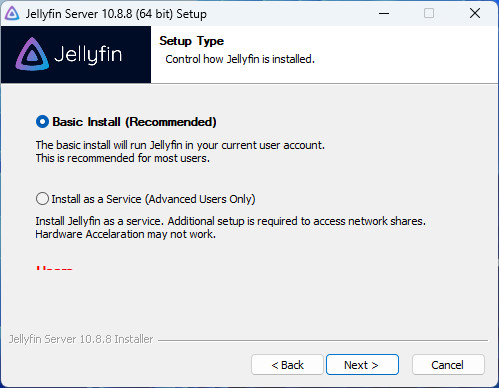 Jellyfin Server 10.8.8 (64 bit) Setup
Jellyfin
Setup Type
Control how Jellyfin is installed.
Basic Install (Recommended)
The basic install will run Jellyfin in your current user account.
This is recommended for most users.
Install as a Service (Advanced Users Only)
Install Jellyfin as a service. Additional setup is required to access network shares.
Hardware Accelaration may not work.
Jellyfin Server 10.8.8 Installer
< Back
Next >
Cancel